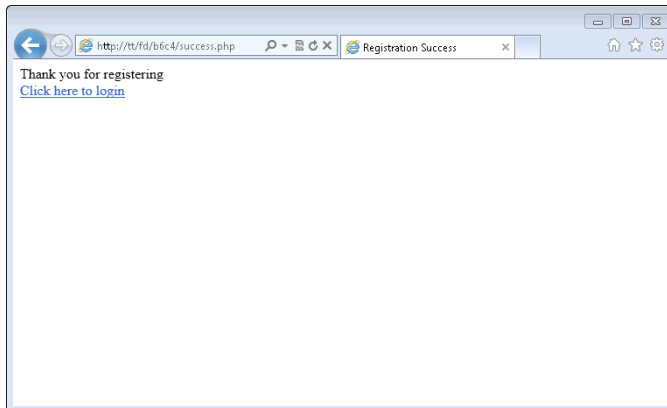 http://tt/fd/b6c4/success.php
Registration Success
Thank you for registering
Click here to login